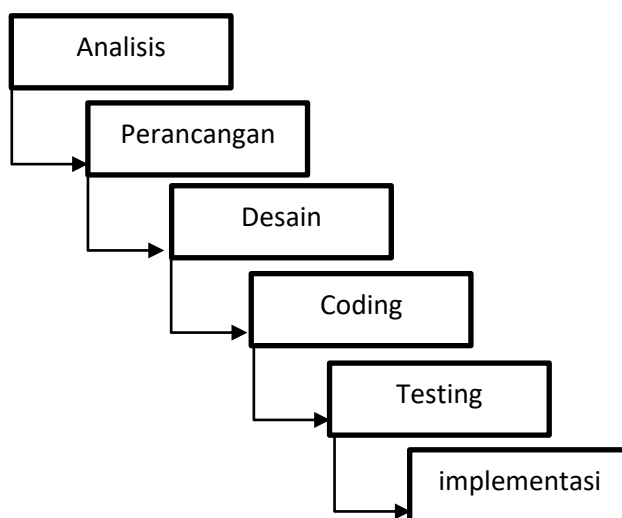 Analisis
Perancangan
Desain
Coding
Testing
implementasi